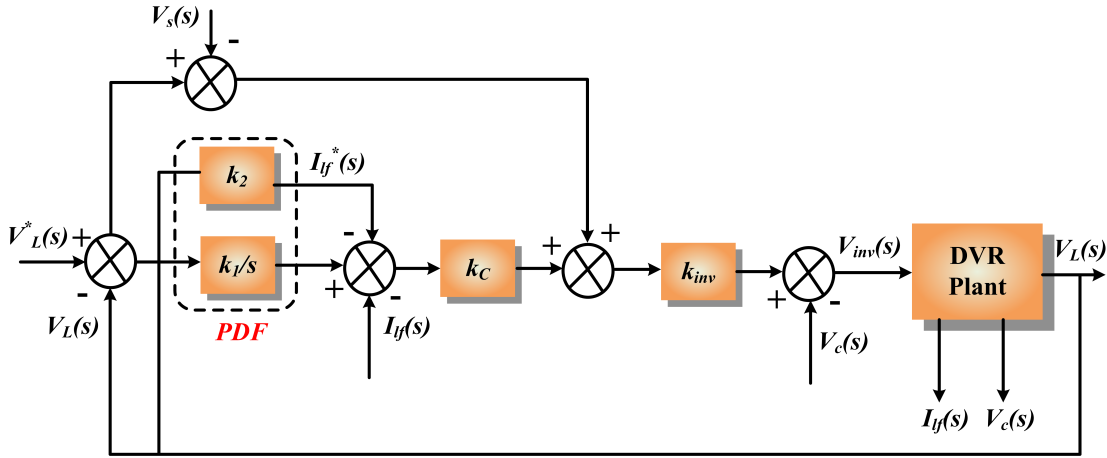 Vs(s)
-
+
k2
Ilf*(s)
V*L(s)
+
-
VL(s)
k1/s
PDF
-
+
-
Ilf(s)
kC
+
+
kinv
+
-
Vc(s)
Vinv(s)
DVR
Plant
VL(s)
Ilf(s)
Vc(s)